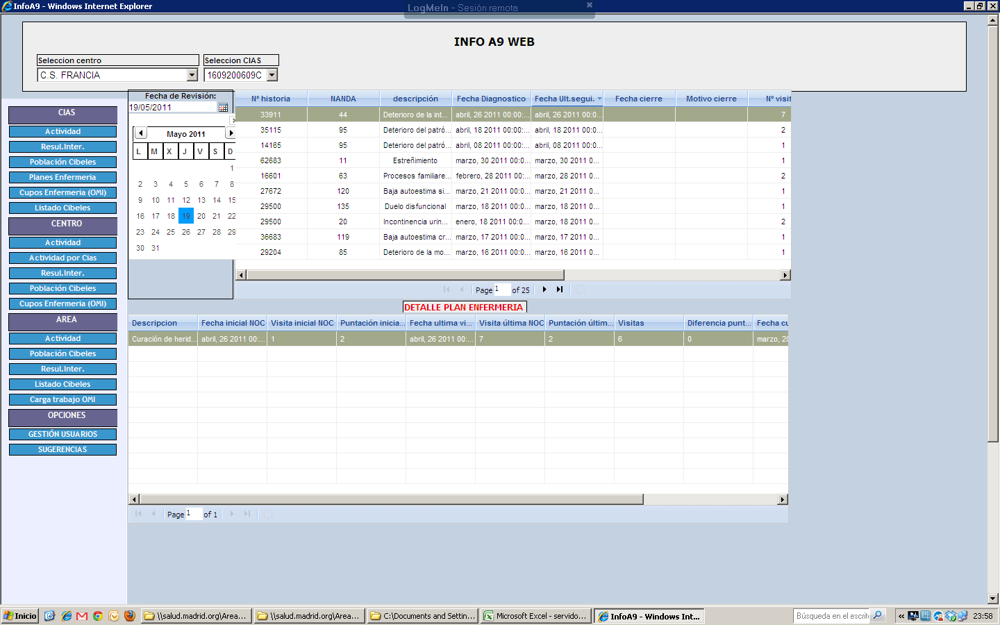 InfoA9 - Windows Internet Explorer
LogMeIn - Sesión remota
INFO A9 WEB
Seleccion centro Seleccion CIAS
C.S. FRANCIA 1609200609C
CIAS
Actividad
Resul.Inter.
Población Cibeles
Planes Enfermeria
Cupos Enfermeria (OMI)
Listado Cibeles
CENTRO
Actividad
Actividad por Cias
Resul.Inter.
Población Cibeles
Cupos Enfermeria (OMI)
AREA
Actividad
Población Cibeles
Resul.Inter.
Listado Cibeles
Carga trabajo OMI
OPCIONES
GESTIÓN USUARIOS
SUGERENCIAS
Fecha de Revisión:
19/05/2011
Mayo 2011
L M X J V S D
1
2 3 4 5 6 7 8
9 10 11 12 13 14 15
16 17 18 19 20 21 22
23 24 25 26 27 28 29
30 31
Nº historia NANDA descripción Fecha Diagnostico Fecha Ult.segui. Fecha cierre Motivo cierre Nº visit
33911 44 Deterioro de la int... abril, 26 2011 00:00:... abril, 26 2011 00:0... 7
35115 95 Deterioro del patró... abril, 18 2011 00:00:... abril, 18 2011 00:0... 2
14165 95 Deterioro del patró... abril, 08 2011 00:00:... abril, 08 2011 00:0... 1
62683 11 Estreñimiento marzo, 30 2011 00:0... marzo, 30 2011 0... 1
16601 63 Procesos familiare... febrero, 28 2011 00:... marzo, 28 2011 0... 2
27672 120 Baja autoestima si... marzo, 21 2011 00:0... marzo, 21 2011 0... 1
29500 135 Duelo disfuncional marzo, 18 2011 00:0... marzo, 18 2011 0... 1
29500 20 Incontinencia urin... enero, 18 2011 00:0... marzo, 18 2011 0... 2
36683 119 Baja autoestima cr... marzo, 17 2011 00:0... marzo, 17 2011 0... 1
29204 85 Deterioro de la mo... marzo, 16 2011 00:0... marzo, 16 2011 0... 1
Page 1 of 25
DETALLE PLAN ENFERMERIA
Descripcion Fecha inicial NOC Visita inicial NOC Puntación inicia... Fecha ultima vi... Visita última NOC Puntación últim... Visitas Diferencia punt... Fecha cu
Curación de herid... abril, 26 2011 00:... 1 2 abril, 26 2011 00:... 7 2 6 0 marzo, 20
Page 1 of 1
Inicio \\salud.madrid.org\Area... \\salud.madrid.org\Area... C:\Documents and Settin... Microsoft Excel - servido... InfoA9 - Windows Int... Búsqueda en el escrito « 23:58